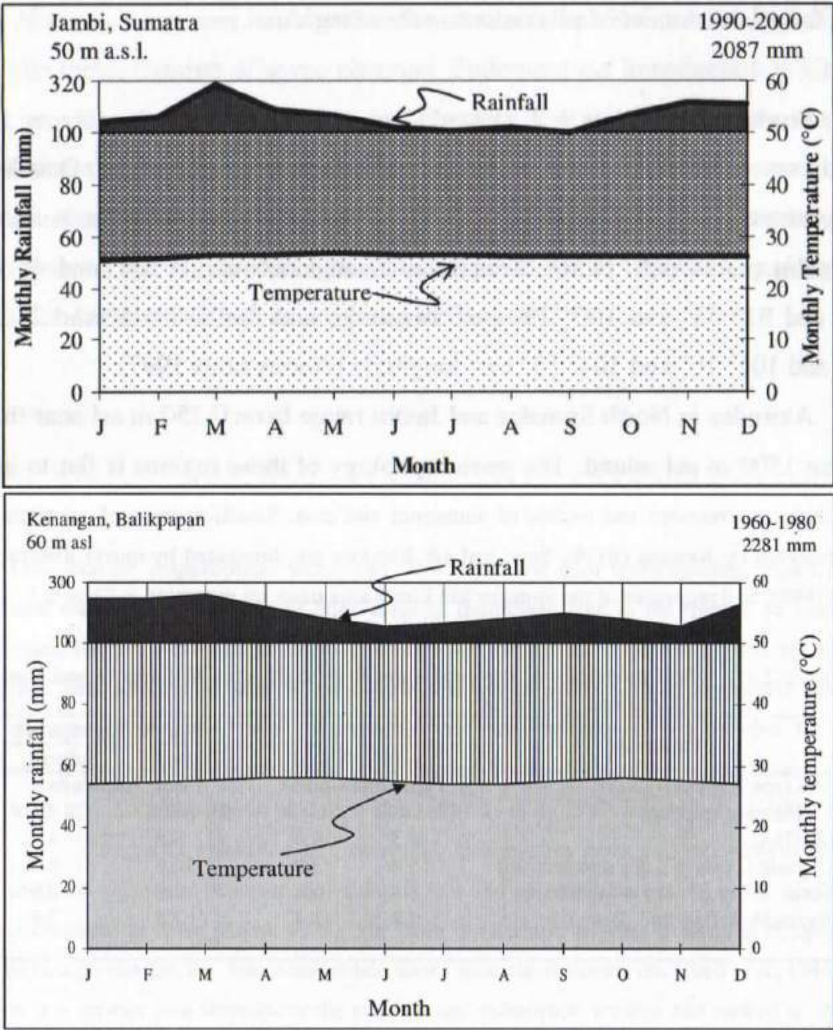 Jambi, Sumatra 1990-2000
50 m a.s.l. 2087 mm
320 60
Rainfall
100 50
80 40
60 30
Temperature
40 20
20 10
0 0
J F M A M J J A S O N D
Month
Monthly Rainfall (mm)
Monthly Temperature (°C)
Kenangan, Balikpapan 1960-1980
60 m asl 2281 mm
Rainfall
300 60
100 50
80 40
60 30
40 20
Temperature
20 10
0 0
J F M A M J J A S O N D
Month
Monthly rainfall (mm)
Monthly temperature (°C)